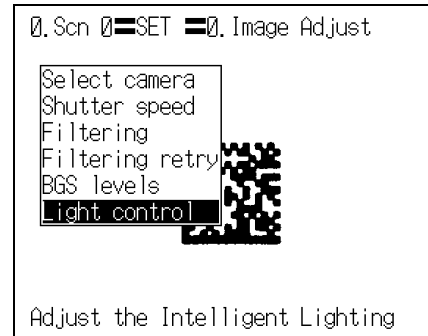 0.Scn 0〓SET 〓0.Image Adjust
Select camera
Shutter speed
Filtering
Filtering retry
BGS levels
Light control
Adjust the Intelligent Lighting